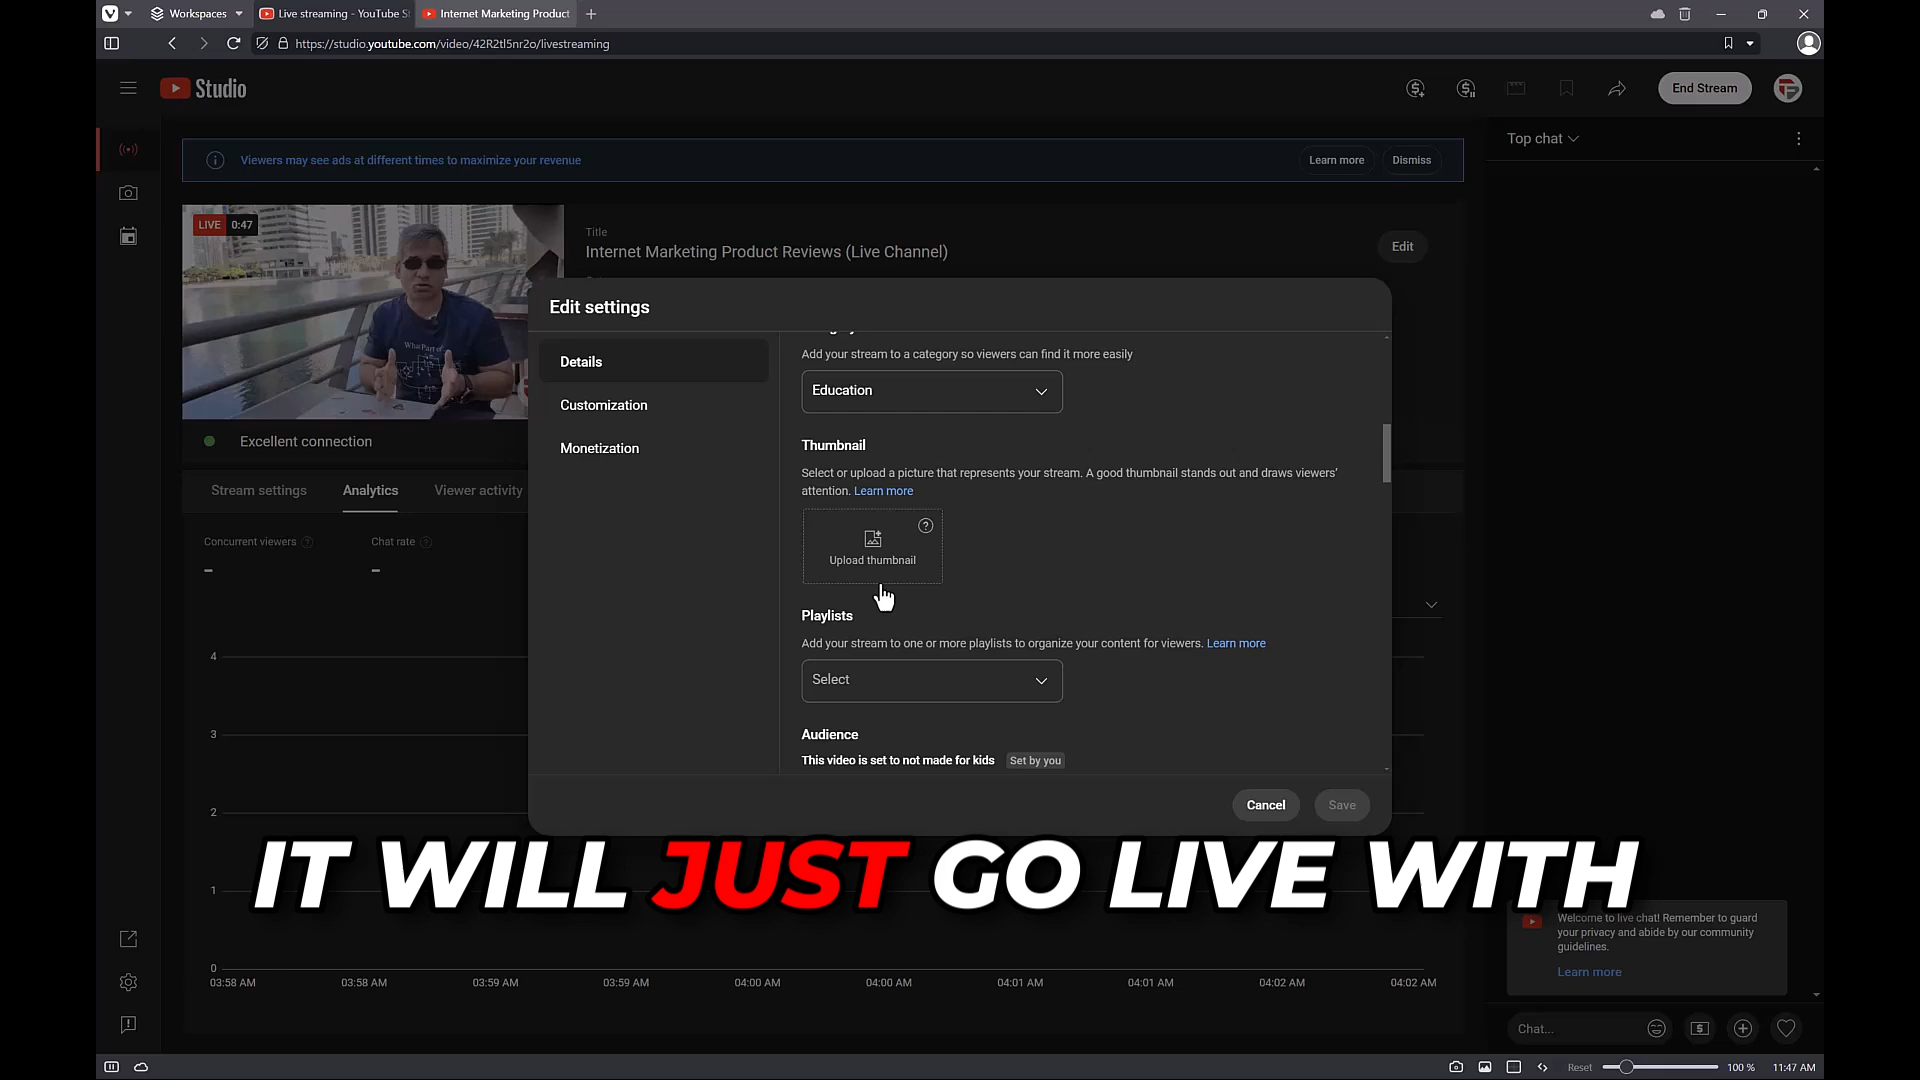 Workspaces
Live streaming - YouTube S
Internet Marketing Product
https://studio.youtube.com/video/42R2tl5nr2o/livestreaming
Studio
End Stream
Viewers may see ads at different times to maximize your revenue
Learn more
Dismiss
Top chat
LIVE 0:47
Title
Internet Marketing Product Reviews (Live Channel)
Edit
Excellent connection
Stream settings
Analytics
Viewer activity
Concurrent viewers
Chat rate
–
–
Edit settings
Details
Customization
Monetization
Add your stream to a category so viewers can find it more easily
Education
Thumbnail
Select or upload a picture that represents your stream. A good thumbnail stands out and draws viewers'
attention. Learn more
Upload thumbnail
Playlists
Add your stream to one or more playlists to organize your content for viewers. Learn more
Select
Audience
This video is set to not made for kids
Set by you
Cancel
Save
4
3
2
1
0
03:58 AM
03:58 AM
03:59 AM
03:59 AM
04:00 AM
04:00 AM
04:01 AM
04:01 AM
04:02 AM
04:02 AM
IT WILL JUST GO LIVE WITH
Welcome to live chat! Remember to guard
your privacy and abide by our community
guidelines.
Learn more
Chat...
Reset
100 %
11:47 AM